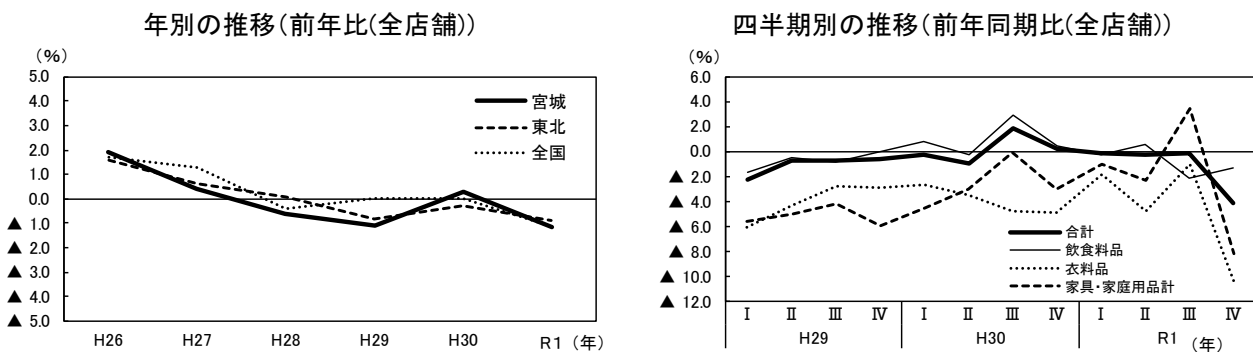 年別の推移(前年比(全店舗))
(%)
5.0
4.0
3.0
2.0
1.0
0.0
▲ 1.0
▲ 2.0
▲ 3.0
▲ 4.0
▲ 5.0
宮城
東北
全国
H26 H27 H28 H29 H30 R1 (年)
四半期別の推移(前年同期比(全店舗))
(%)
6.0
4.0
2.0
0.0
▲ 2.0
▲ 4.0
▲ 6.0
▲ 8.0
▲ 10.0
▲ 12.0
合計
飲食料品
衣料品
家具・家庭用品計
Ⅰ Ⅱ Ⅲ Ⅳ Ⅰ Ⅱ Ⅲ Ⅳ Ⅰ Ⅱ Ⅲ Ⅳ
H29 H30 R1 (年)